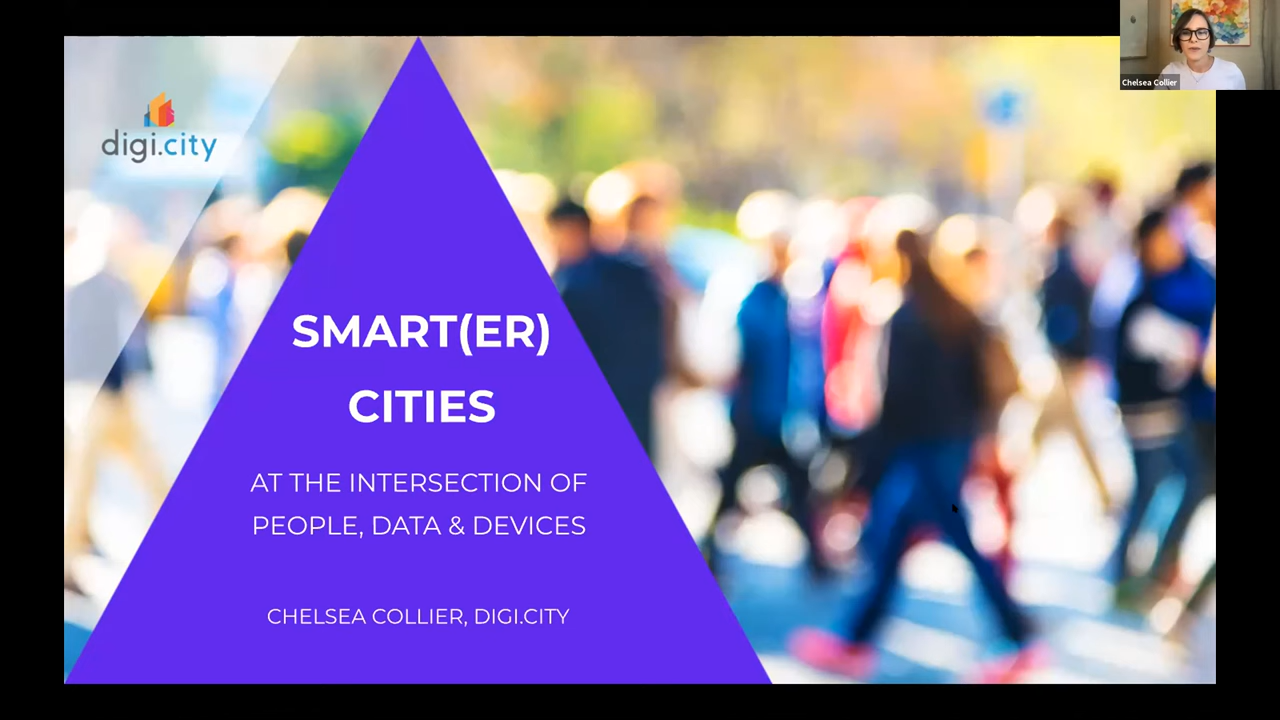 Chelsea Collier
digi.city
SMART(ER)
CITIES
AT THE INTERSECTION OF
PEOPLE, DATA & DEVICES
CHELSEA COLLIER, DIGI.CITY